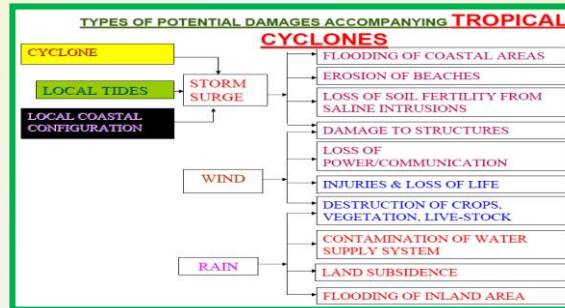 TYPES OF POTENTIAL DAMAGES ACCOMPANYING TROPICAL
CYCLONES
CYCLONE
LOCAL TIDES
LOCAL COASTAL
CONFIGURATION
STORM
SURGE
WIND
RAIN
FLOODING OF COASTAL AREAS
EROSION OF BEACHES
LOSS OF SOIL FERTILITY FROM
SALINE INTRUSIONS
DAMAGE TO STRUCTURES
LOSS OF
POWER/COMMUNICATION
INJURIES & LOSS OF LIFE
DESTRUCTION OF CROPS,
VEGETATION, LIVE-STOCK
CONTAMINATION OF WATER
SUPPLY SYSTEM
LAND SUBSIDENCE
FLOODING OF INLAND AREA